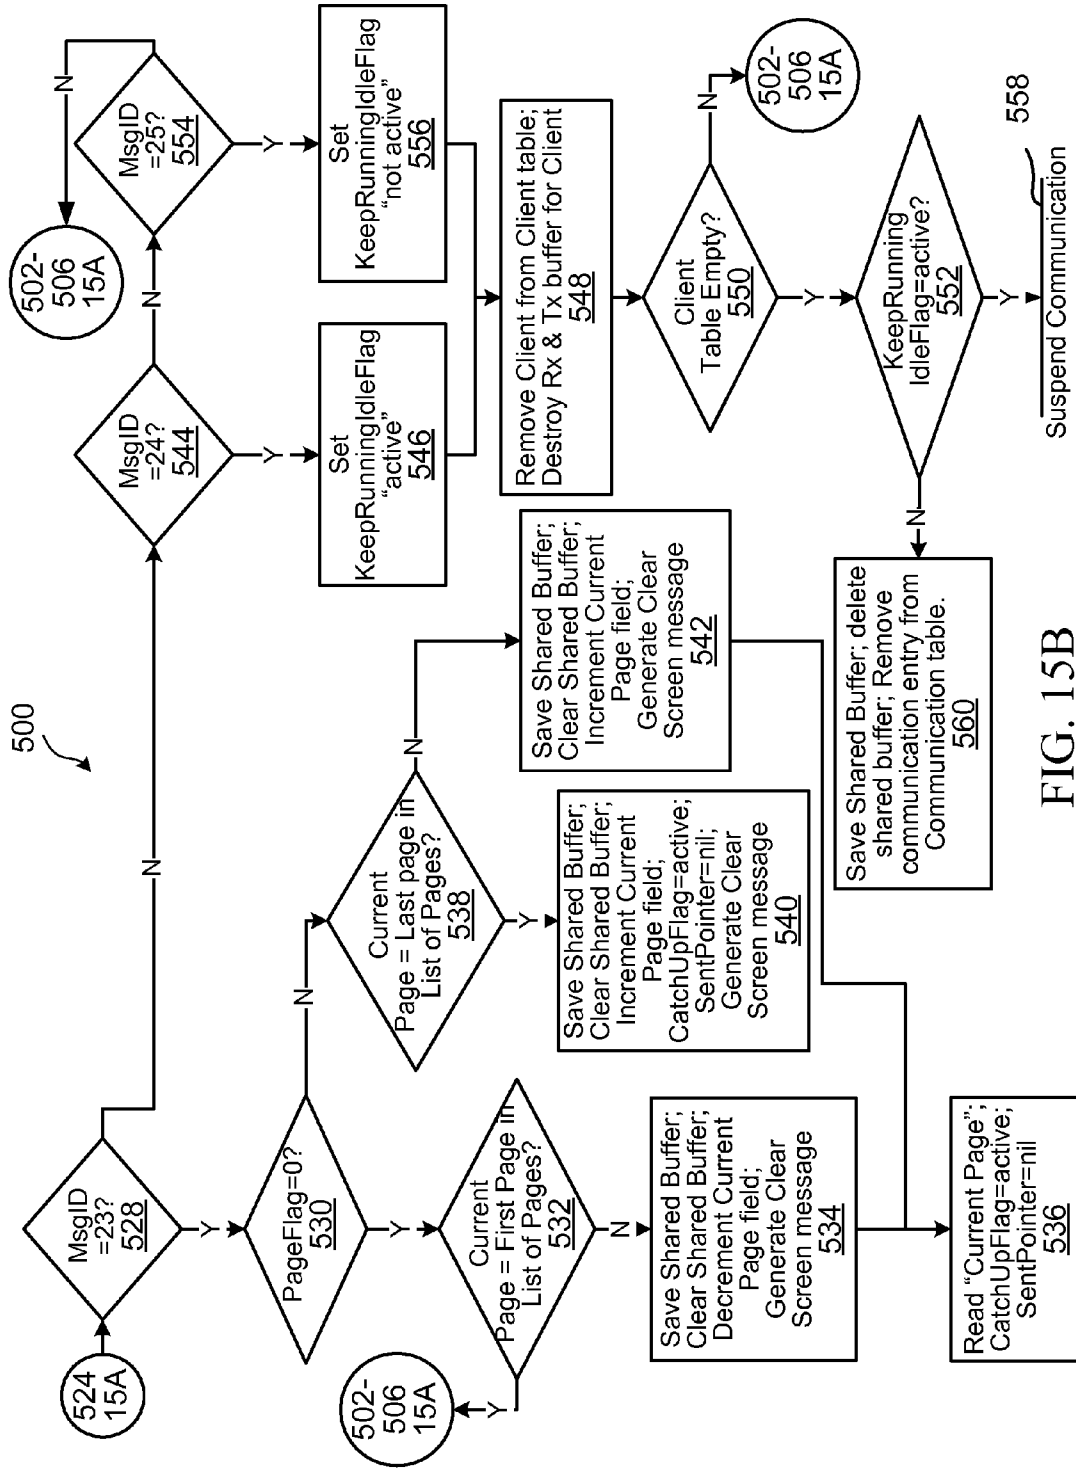 500
524
15A
MsgID
=23?
528
Y
N
PageFlag=0?
530
Y
N
Current
Page = First Page in
List of Pages?
532
Y
502-
506
15A
N
Save Shared Buffer;
Clear Shared Buffer;
Decrement Current
Page field;
Generate Clear
Screen message
534
Read "Current Page";
CatchUpFlag=active;
SentPointer=nil
536
Current
Page = Last page in
List of Pages?
538
Y
N
Save Shared Buffer;
Clear Shared Buffer;
Increment Current
Page field;
CatchUpFlag=active;
SentPointer=nil;
Generate Clear
Screen message
540
Save Shared Buffer;
Clear Shared Buffer;
Increment Current
Page field;
Generate Clear
Screen message
542
MsgID
=24?
544
Y
N
Set
KeepRunningIdleFlag
"active"
546
MsgID
=25?
554
N
502-
506
15A
Y
Set
KeepRunningIdleFlag
"not active"
556
Remove Client from Client table;
Destroy Rx & Tx buffer for Client
548
Client
Table Empty?
550
N
502-
506
15A
Y
KeepRunning
IdleFlag=active?
552
N
Y
Save Shared Buffer; delete
shared buffer; Remove
communication entry from
Communication table.
560
Suspend Communication
558
FIG. 15B